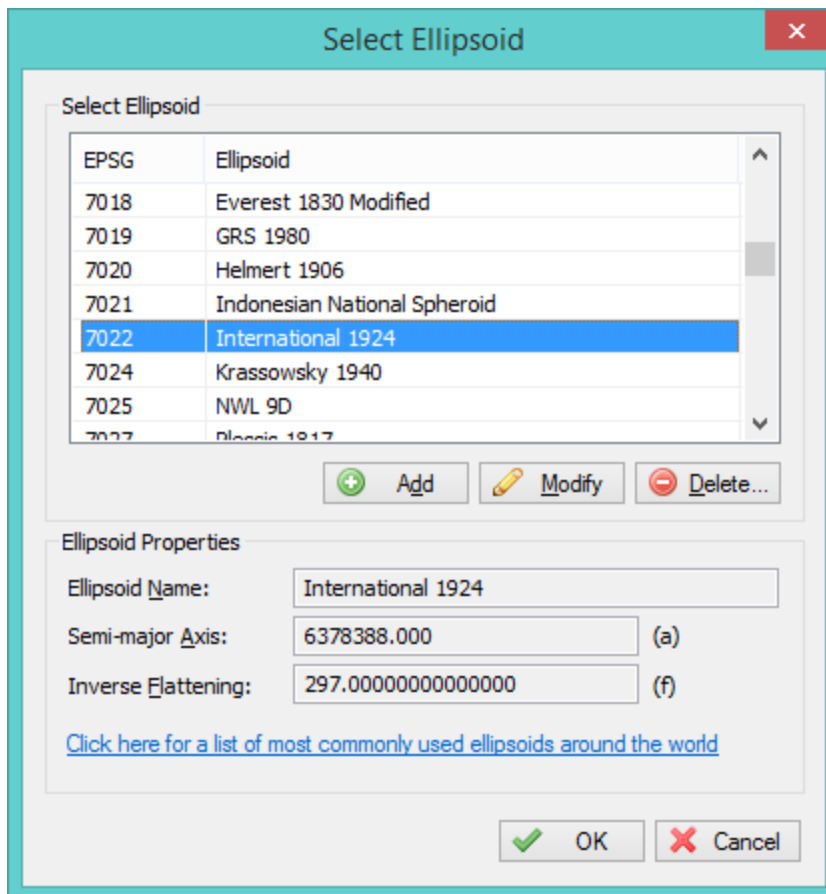 Select Ellipsoid
Select Ellipsoid
EPSG Ellipsoid
7018 Everest 1830 Modified
7019 GRS 1980
7020 Helmert 1906
7021 Indonesian National Spheroid
7022 International 1924
7024 Krassowsky 1940
7025 NWL 9D
7027 Plessis 1817
Add Modify Delete...
Ellipsoid Properties
Ellipsoid Name: International 1924
Semi-major Axis: 6378388.000 (a)
Inverse Flattening: 297.00000000000000 (f)
Click here for a list of most commonly used ellipsoids around the world
OK Cancel